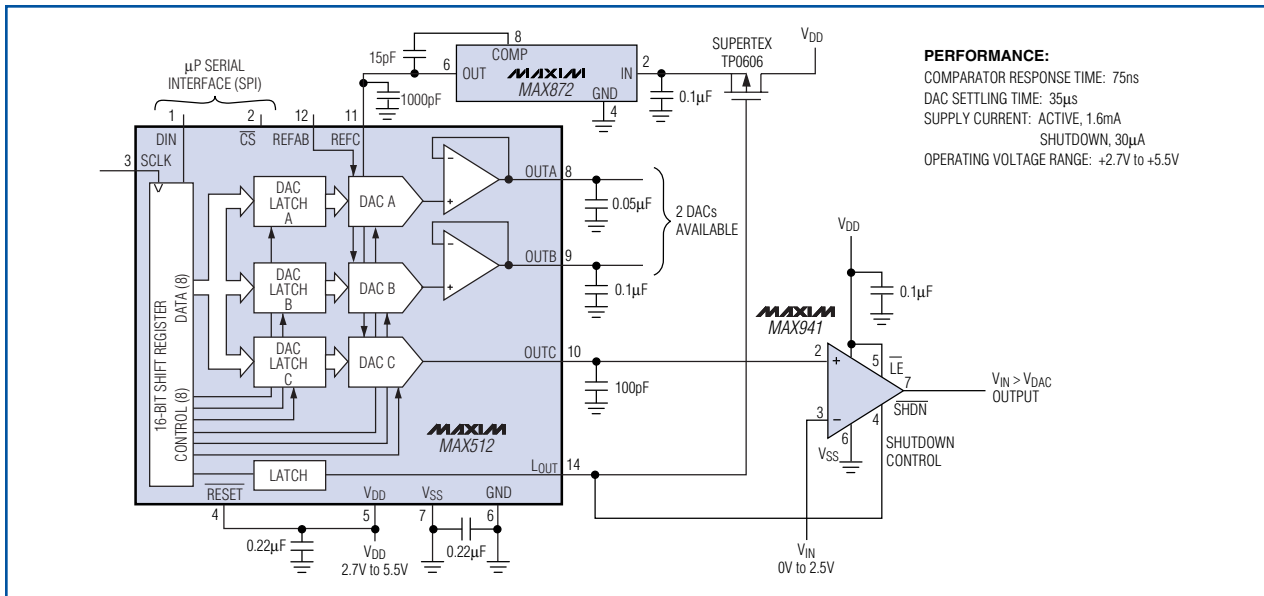 8
15pF
COMP
SUPERTEX
TP0606
VDD
PERFORMANCE:
COMPARATOR RESPONSE TIME: 75ns
DAC SETTLING TIME: 35µs
SUPPLY CURRENT: ACTIVE, 1.6mA
SHUTDOWN, 30µA
OPERATING VOLTAGE RANGE: +2.7V to +5.5V
6
OUT
MAXIM
MAX872
IN
2
GND
4
0.1µF
1000pF
µP SERIAL
INTERFACE (SPI)
1
2
12
11
DIN
CS
REFAB
REFC
3
SCLK
16-BIT SHIFT REGISTER
DATA (8)
CONTROL (8)
DAC
LATCH
A
DAC A
-
+
OUTA
8
0.05µF
2 DACs
AVAILABLE
DAC
LATCH
B
DAC B
-
+
OUTB
9
0.1µF
DAC
LATCH
C
DAC C
OUTC
10
100pF
VDD
0.1µF
MAXIM
MAX941
2
+
5
LE
7
VIN > VDAC
OUTPUT
3
–
SHDN
4
6
VSS
SHUTDOWN
CONTROL
VIN
0V to 2.5V
MAXIM
MAX512
LATCH
LOUT
14
RESET
VDD
VSS
GND
4
5
7
6
0.22µF
VDD
2.7V to 5.5V
0.22µF